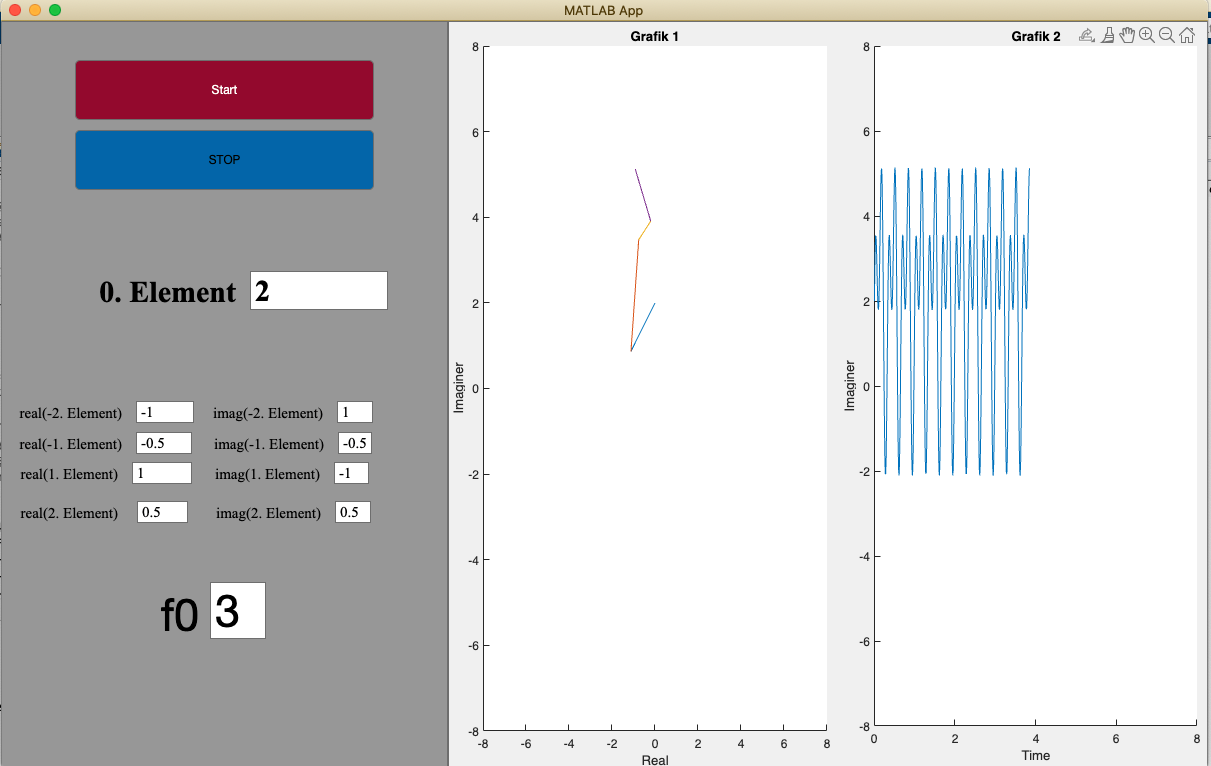 MATLAB App
Start
STOP
0. Element 2
real(-2. Element) -1 imag(-2. Element) 1
real(-1. Element) -0.5 imag(-1. Element) -0.5
real(1. Element) 1 imag(1. Element) -1
real(2. Element) 0.5 imag(2. Element) 0.5
f0 3
Grafik 1
8
6
4
2
0
-2
-4
-6
-8
Imaginer
-8 -6 -4 -2 0 2 4 6 8
Real
Grafik 2
8
6
4
2
0
-2
-4
-6
-8
Imaginer
0 2 4 6 8
Time